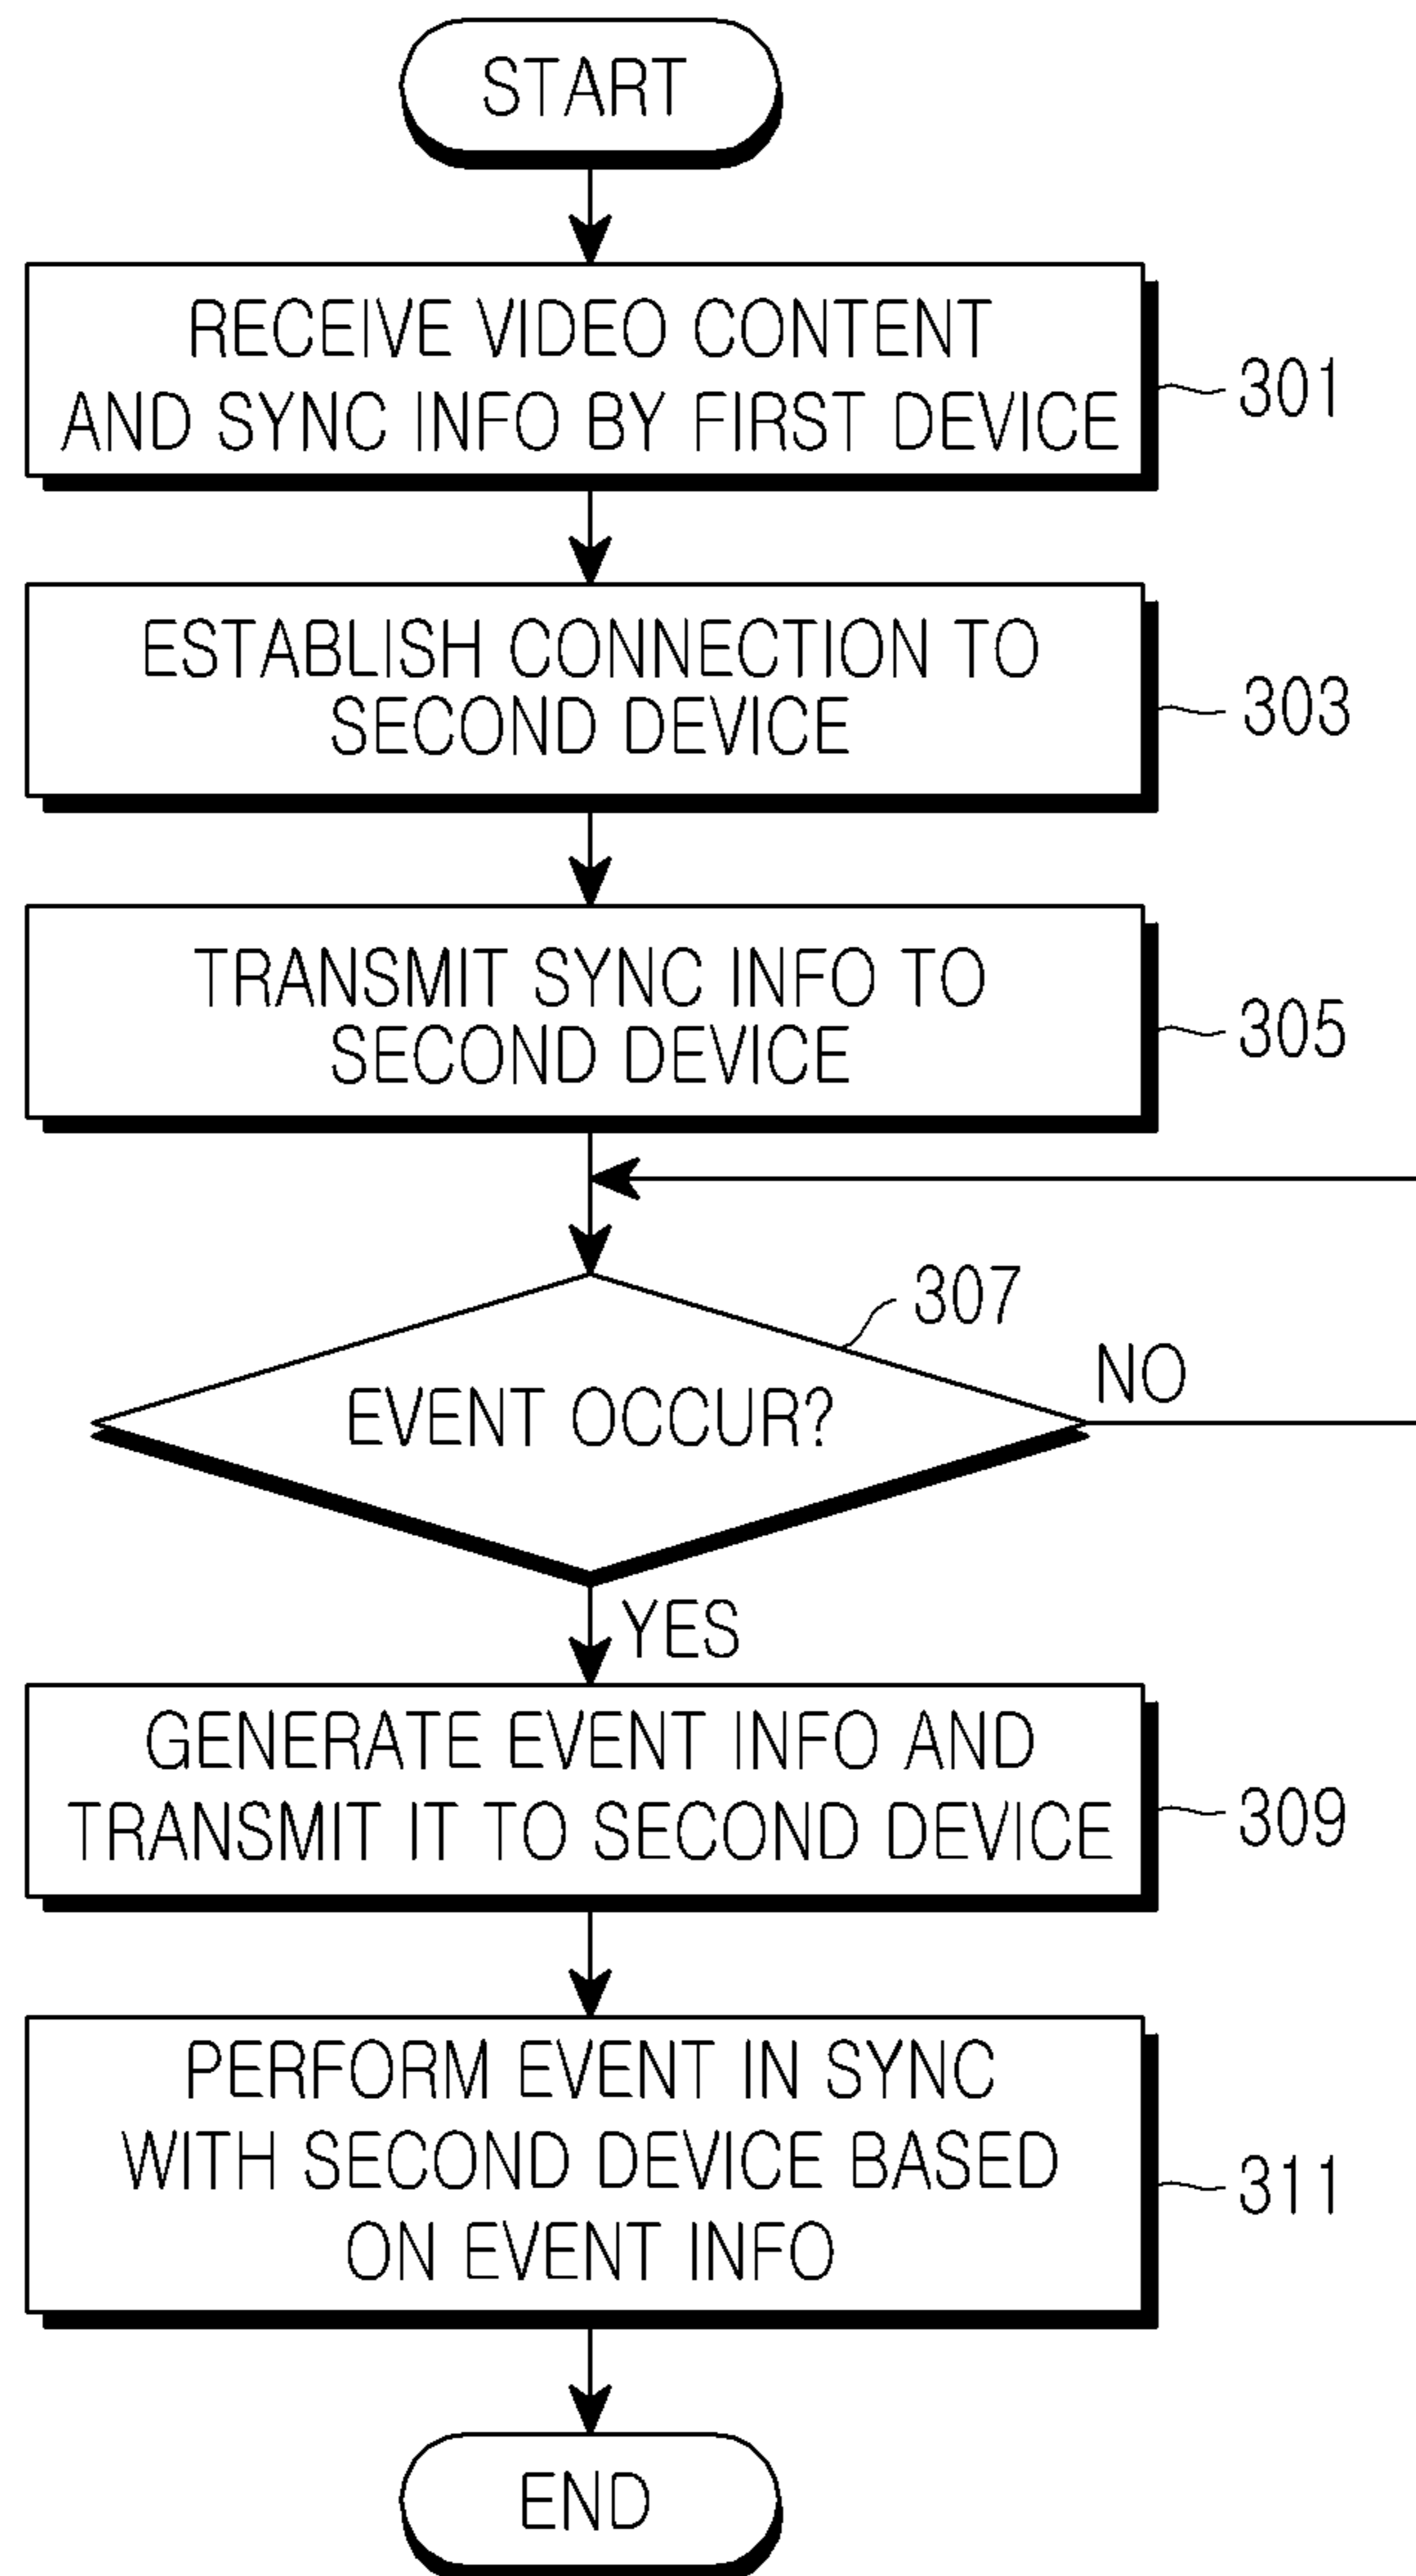 START
RECEIVE VIDEO CONTENT
AND SYNC INFO BY FIRST DEVICE
301
ESTABLISH CONNECTION TO
SECOND DEVICE
303
TRANSMIT SYNC INFO TO
SECOND DEVICE
305
307
EVENT OCCUR?
NO
YES
GENERATE EVENT INFO AND
TRANSMIT IT TO SECOND DEVICE
309
PERFORM EVENT IN SYNC
WITH SECOND DEVICE BASED
ON EVENT INFO
311
END